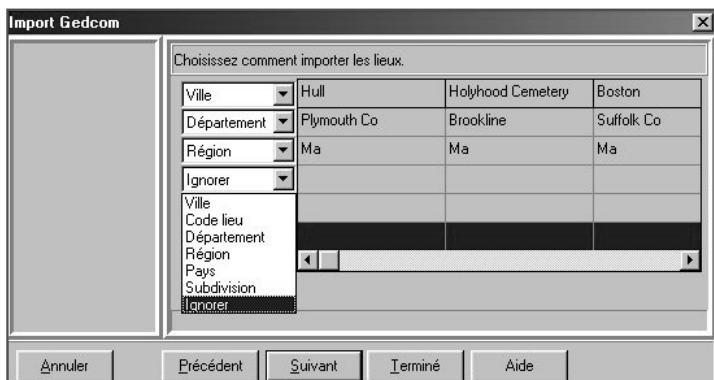 Import Gedcom
Choisissez comment importer les lieux.
Ville Hull Holyhood Cemetery Boston
Département Plymouth Co Brookline Suffolk Co
Région Ma Ma Ma
Ignorer
Ville
Code lieu
Département
Région
Pays
Subdivision
Ignorer
Annuler Précédent Suivant Terminé Aide